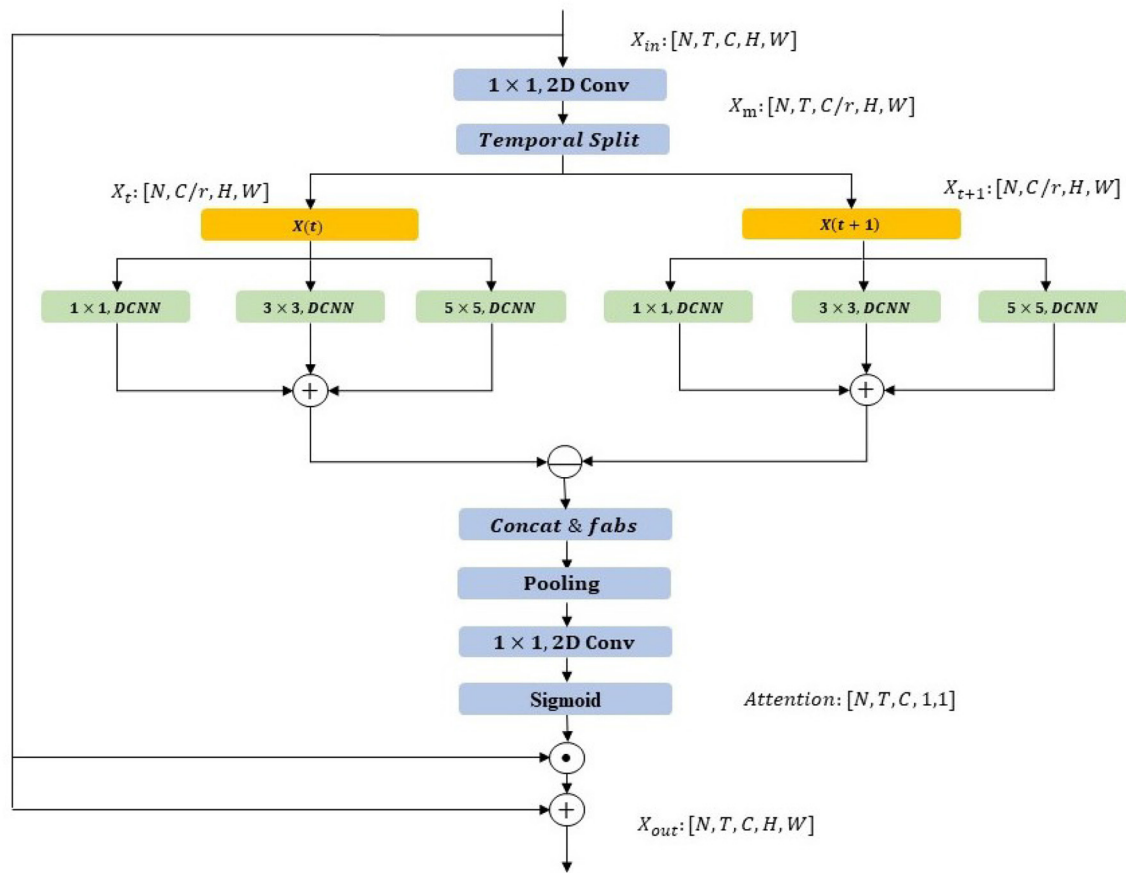 X_in: [N, T, C, H, W]
1 × 1, 2D Conv
X_m: [N, T, C/r, H, W]
Temporal Split
X_t: [N, C/r, H, W]
X_{t+1}: [N, C/r, H, W]
X(t)
X(t + 1)
1 × 1, DCNN
3 × 3, DCNN
5 × 5, DCNN
1 × 1, DCNN
3 × 3, DCNN
5 × 5, DCNN
+
+
−
Concat & fabs
Pooling
1 × 1, 2D Conv
Sigmoid
Attention: [N, T, C, 1,1]
•
+
X_out: [N, T, C, H, W]